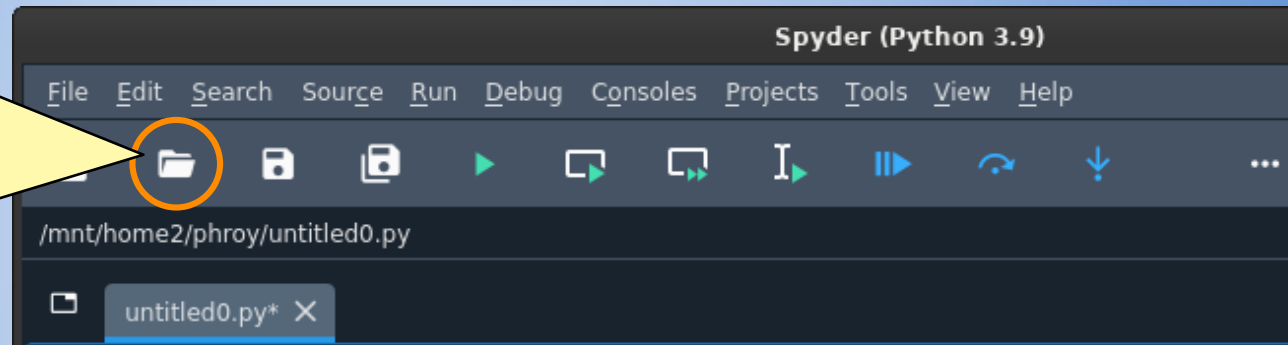 Spyder (Python 3.9)
File Edit Search Source Run Debug Consoles Projects Tools View Help
/mnt/home2/phroy/untitled0.py
untitled0.py*